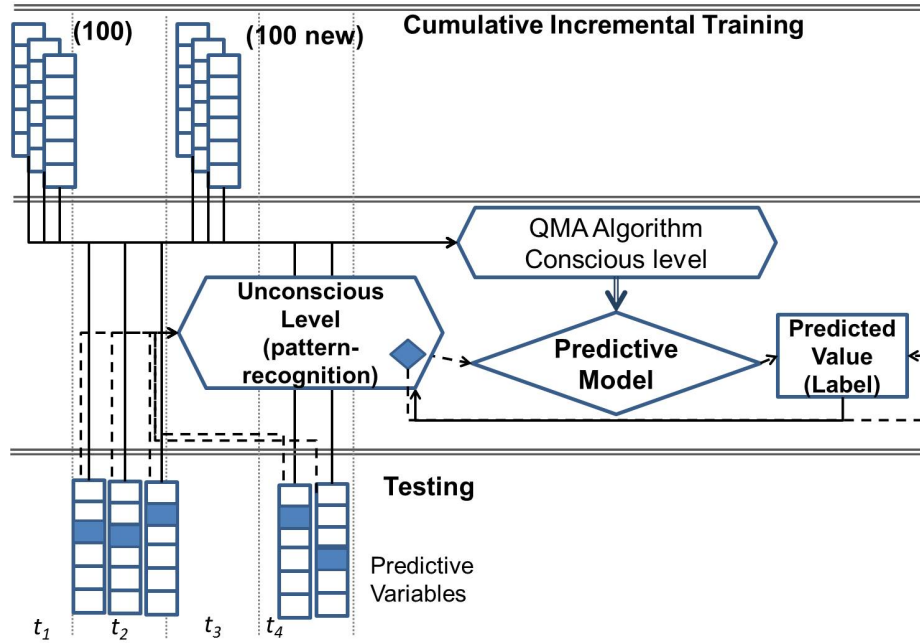 Cumulative Incremental Training
(100)
(100 new)
QMA Algorithm
Conscious level
Unconscious
Level
(pattern-
recognition)
Predictive
Model
Predicted
Value
(Label)
Testing
Predictive
Variables
t1
t2
t3
t4